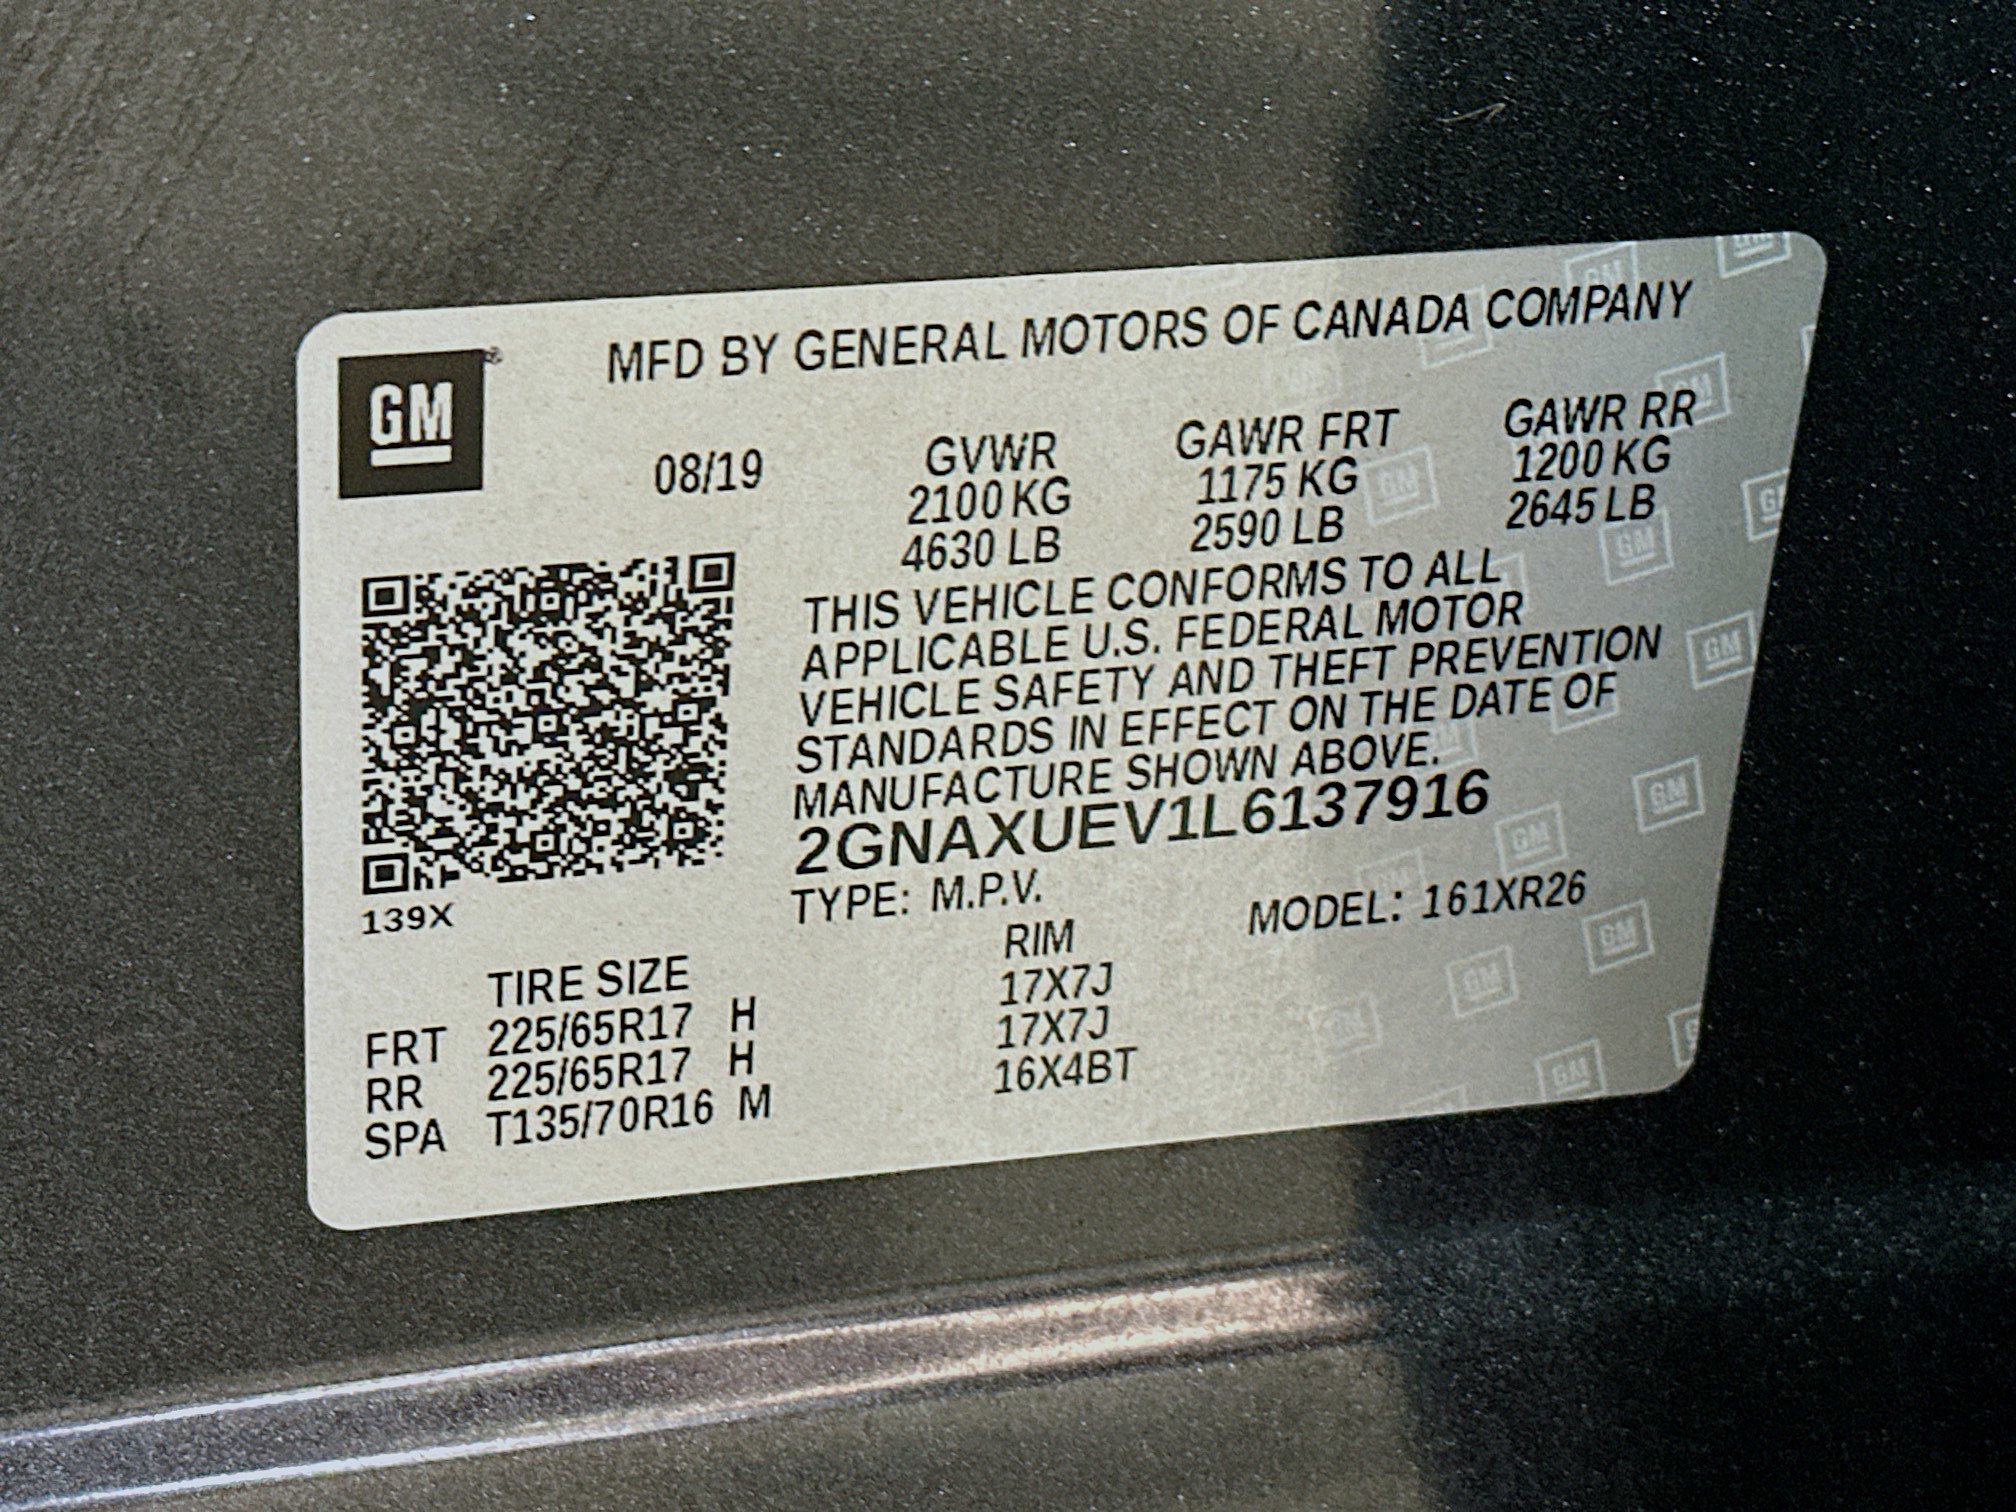 GM
MFD BY GENERAL MOTORS OF CANADA COMPANY
08/19
GVWR
2100 KG
4630 LB
GAWR FRT
1175 KG
2590 LB
GAWR RR
1200 KG
2645 LB
THIS VEHICLE CONFORMS TO ALL
APPLICABLE U.S. FEDERAL MOTOR
VEHICLE SAFETY AND THEFT PREVENTION
STANDARDS IN EFFECT ON THE DATE OF
MANUFACTURE SHOWN ABOVE.
2GNAXUEV1L6137916
TYPE: M.P.V.
MODEL: 161XR26
139X
TIRE SIZE
RIM
FRT 225/65R17 H 17X7J
RR 225/65R17 H 17X7J
SPA T135/70R16 M 16X4BT